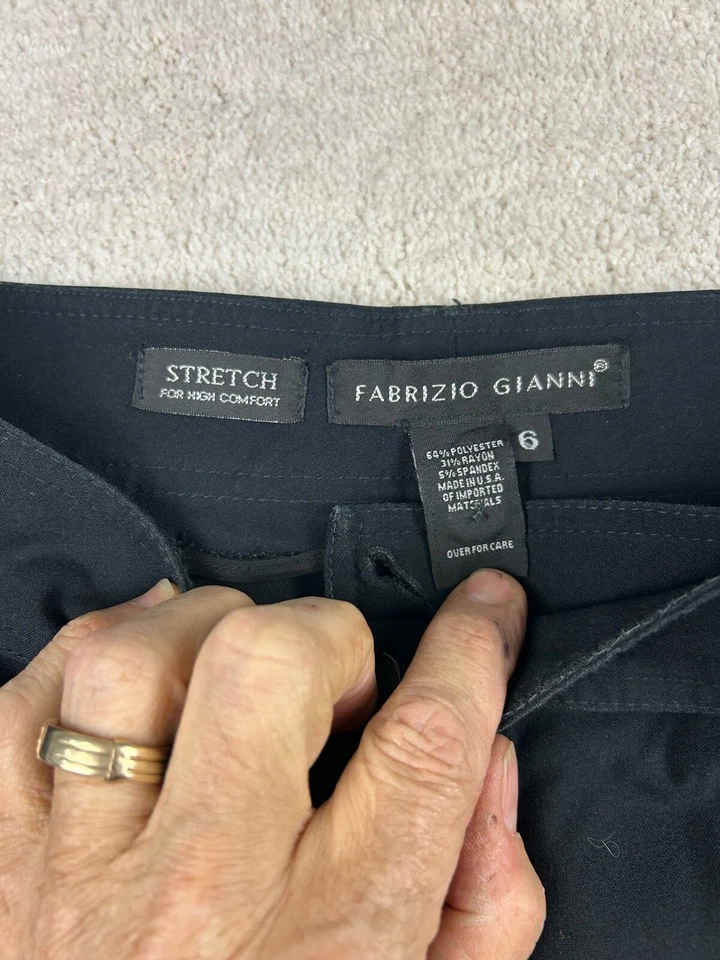 STRETCH
FOR HIGH COMFORT
FABRIZIO GIANNI®
6
64% POLYESTER
31% RAYON
5% SPANDEX
MADE IN U.S.A.
OF IMPORTED
MATERIALS
OVER FOR CARE